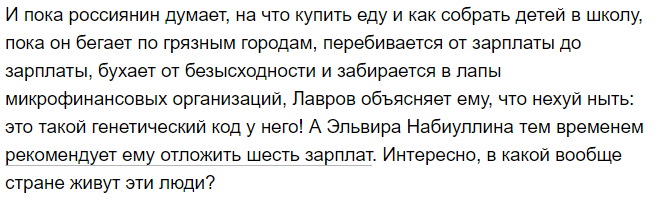 И пока россиянин думает, на что купить еду и как собрать детей в школу,
пока он бегает по грязным городам, перебивается от зарплаты до
зарплаты, бухает от безысходности и забирается в лапы
микрофинансовых организаций, Лавров объясняет ему, что нехуй ныть:
это такой генетический код у него! А Эльвира Набиуллина тем временем
рекомендует ему отложить шесть зарплат. Интересно, в какой вообще
стране живут эти люди?